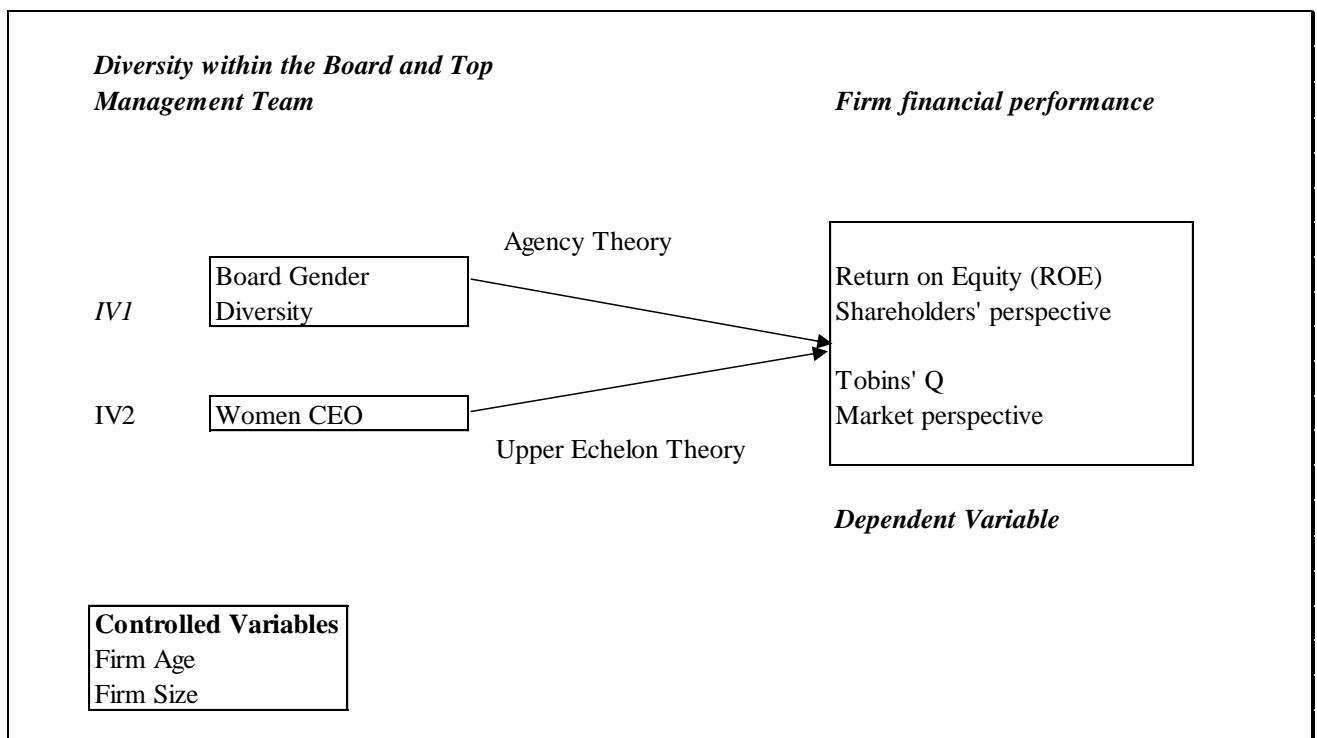 Diversity within the Board and Top
Management Team
Firm financial performance
Agency Theory
Board Gender
Diversity
IV1
Return on Equity (ROE)
Shareholders' perspective
Tobins' Q
Market perspective
IV2
Women CEO
Upper Echelon Theory
Dependent Variable
Controlled Variables
Firm Age
Firm Size